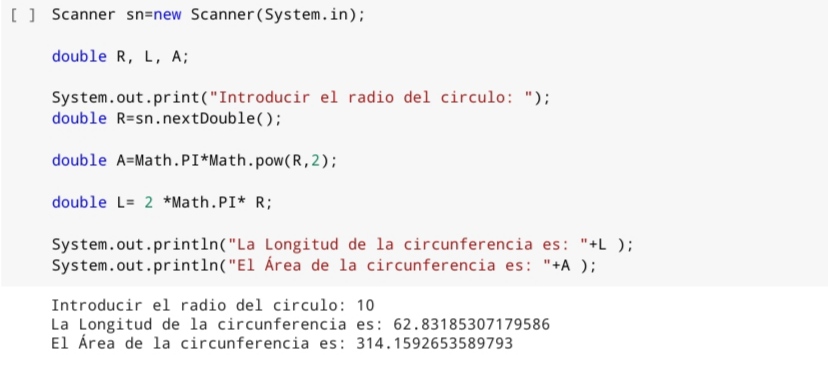 [ ] Scanner sn=new Scanner(System.in);
double R, L, A;
System.out.print("Introducir el radio del circulo: ");
double R=sn.nextDouble();
double A=Math.PI*Math.pow(R,2);
double L= 2 *Math.PI* R;
System.out.println("La Longitud de la circunferencia es: "+L );
System.out.println("El Área de la circunferencia es: "+A );
Introducir el radio del circulo: 10
La Longitud de la circunferencia es: 62.83185307179586
El Área de la circunferencia es: 314.1592653589793